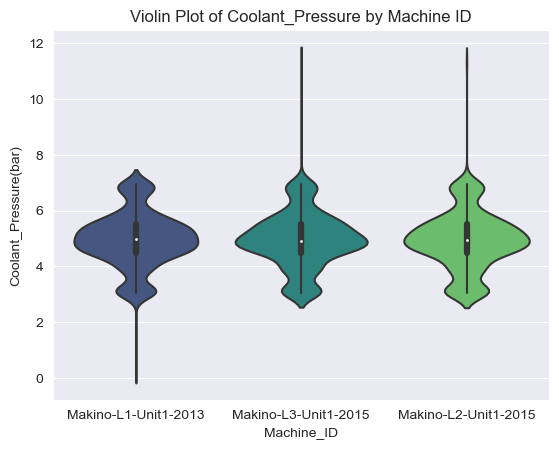 Violin Plot of Coolant_Pressure by Machine ID
12
10
8
6
4
2
0
Coolant_Pressure(bar)
Makino-L1-Unit1-2013 Makino-L3-Unit1-2015 Makino-L2-Unit1-2015
Machine_ID